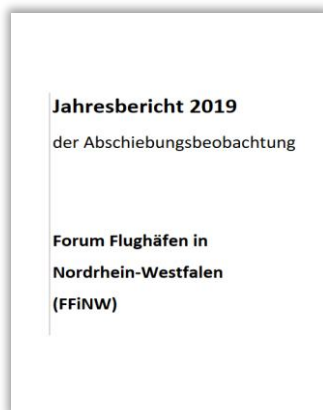 Jahresbericht 2019
der Abschiebungsbeobachtung
Forum Flughäfen in
Nordrhein-Westfalen
(FFiNW)